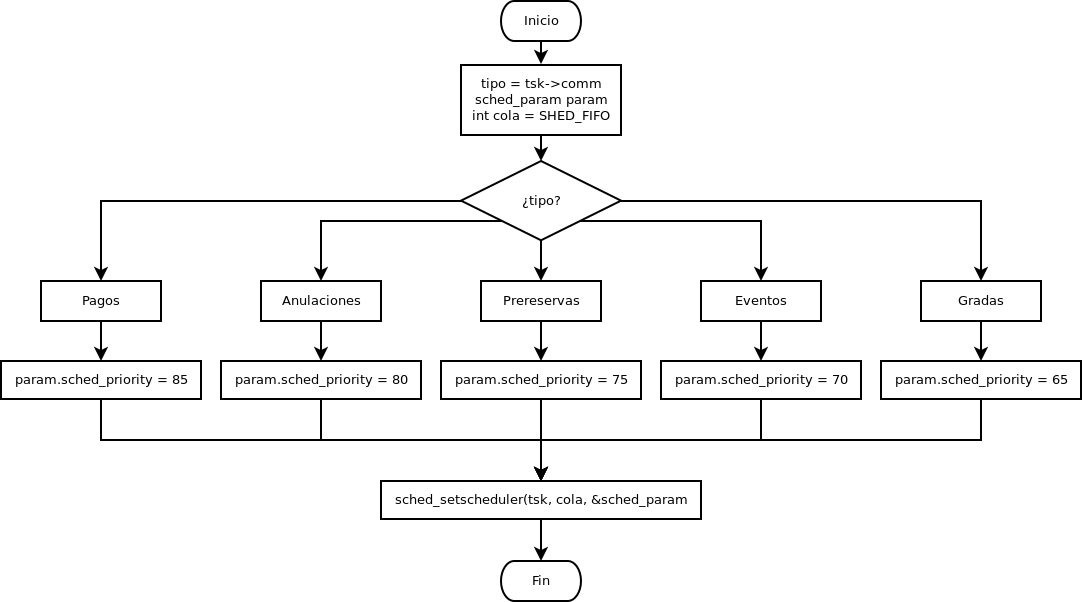 Inicio
tipo = tsk->comm
sched_param param
int cola = SHED_FIFO
¿tipo?
Pagos
Anulaciones
Prereservas
Eventos
Gradas
param.sched_priority = 85
param.sched_priority = 80
param.sched_priority = 75
param.sched_priority = 70
param.sched_priority = 65
sched_setscheduler(tsk, cola, &sched_param
Fin